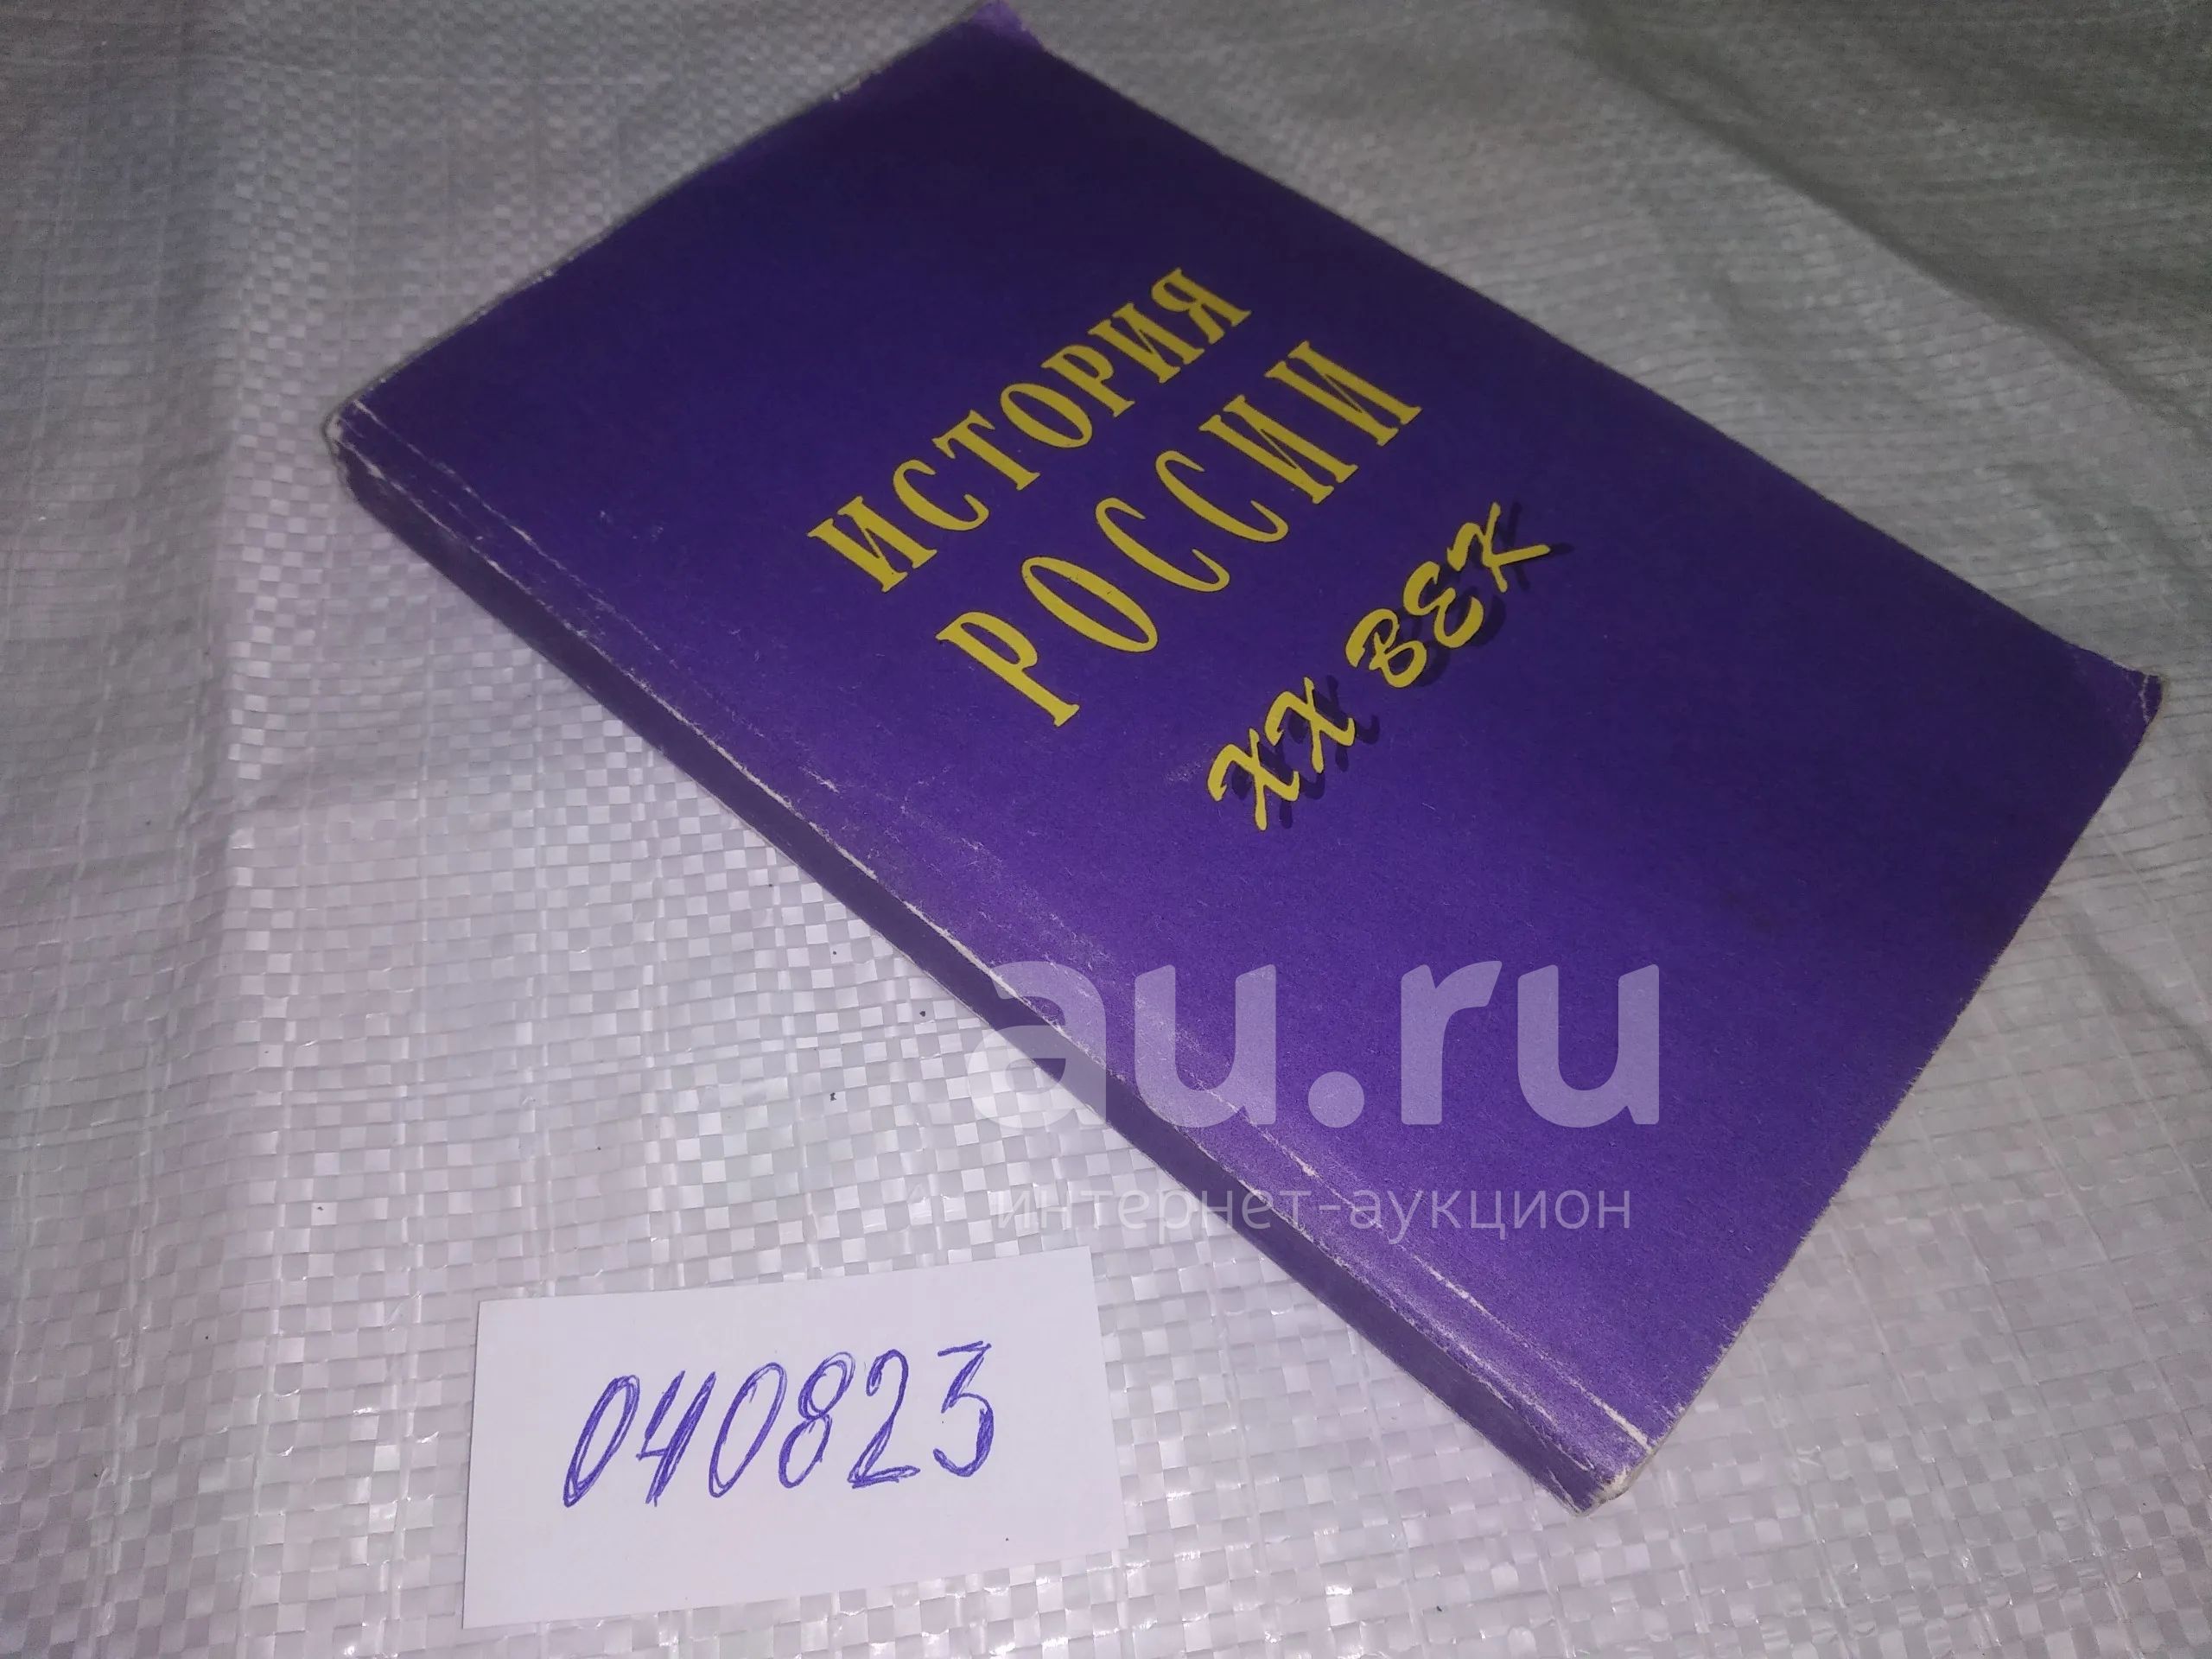 ИСТОРИЯ
РОССИИ
XX ВЕК
au.ru
интернет-аукцион
040823